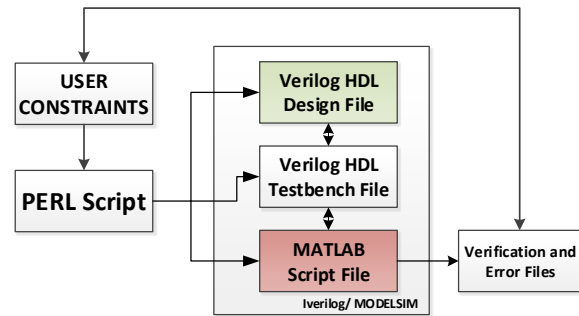 USER
CONSTRAINTS
PERL Script
Verilog HDL
Design File
Verilog HDL
Testbench File
MATLAB
Script File
Iverilog/ MODELSIM
Verification and
Error Files